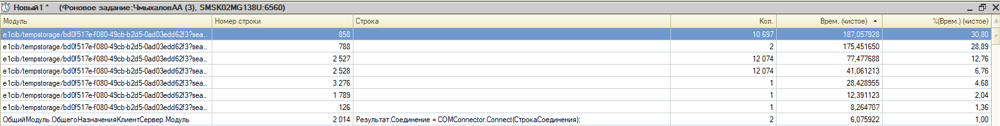 Новый1 * (Фоновое задание:ЧмыхаловАА (3), SMSK02MG138U:6560)
Модуль Номер строки Строка Кол. Врем. (чистое) %(Врем.) (чистое)
e1cib/tempstorage/bd0f517e-f080-49cb-b2d5-0ad03edd62f3?sea... 858 10 697 187,057928 30,80
e1cib/tempstorage/bd0f517e-f080-49cb-b2d5-0ad03edd62f3?sea... 788 2 175,451650 28,89
e1cib/tempstorage/bd0f517e-f080-49cb-b2d5-0ad03edd62f3?sea... 2 527 12 074 77,477688 12,76
e1cib/tempstorage/bd0f517e-f080-49cb-b2d5-0ad03edd62f3?sea... 2 528 12 074 41,061213 6,76
e1cib/tempstorage/bd0f517e-f080-49cb-b2d5-0ad03edd62f3?sea... 3 276 1 28,428955 4,68
e1cib/tempstorage/bd0f517e-f080-49cb-b2d5-0ad03edd62f3?sea... 1 789 1 12,391123 2,04
e1cib/tempstorage/bd0f517e-f080-49cb-b2d5-0ad03edd62f3?sea... 126 1 8,264707 1,36
ОбщийМодуль.ОбщегоНазначенияКлиентСервер.Модуль 2 014 Результат.Соединение = COMConnector.Connect(СтрокаСоединения); 2 6,075922 1,00